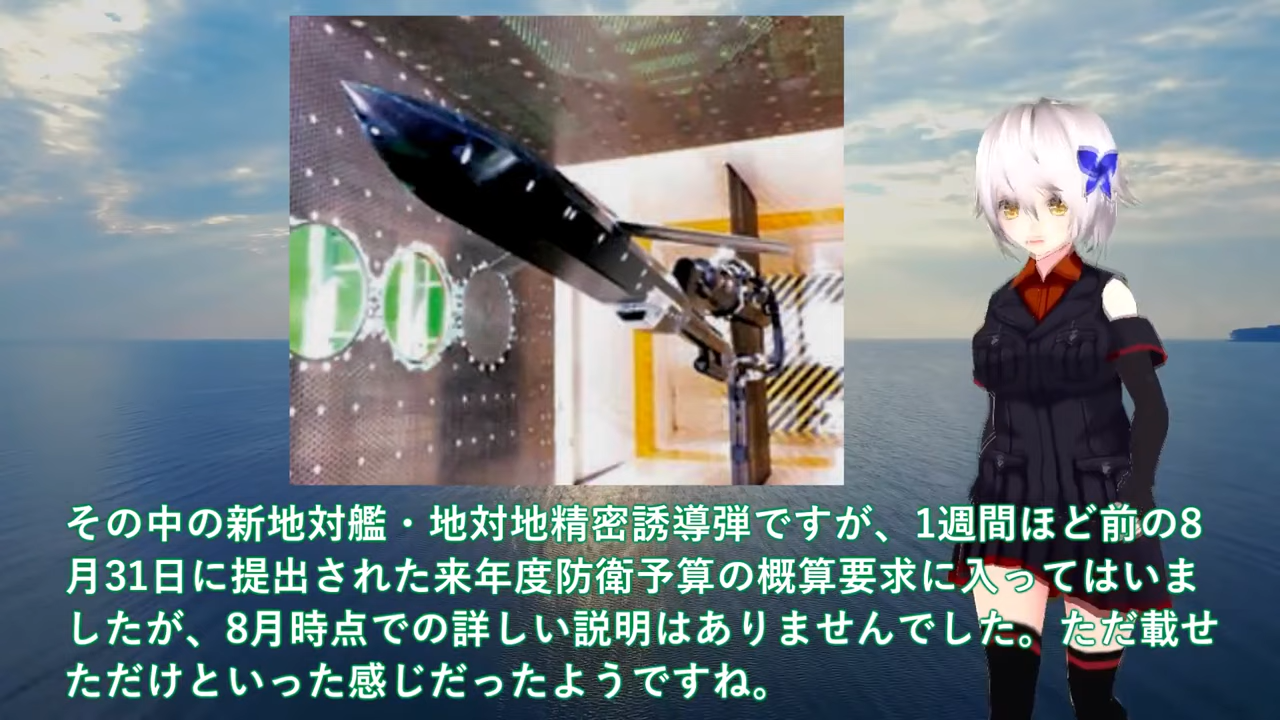 その中の新地対艦・地対地精密誘導弾ですが、1週間ほど前の8
月31日に提出された来年度防衛予算の概算要求に入ってはいま
したが、8月時点での詳しい説明はありませんでした。ただ載せ
ただけといった感じだったようですね。